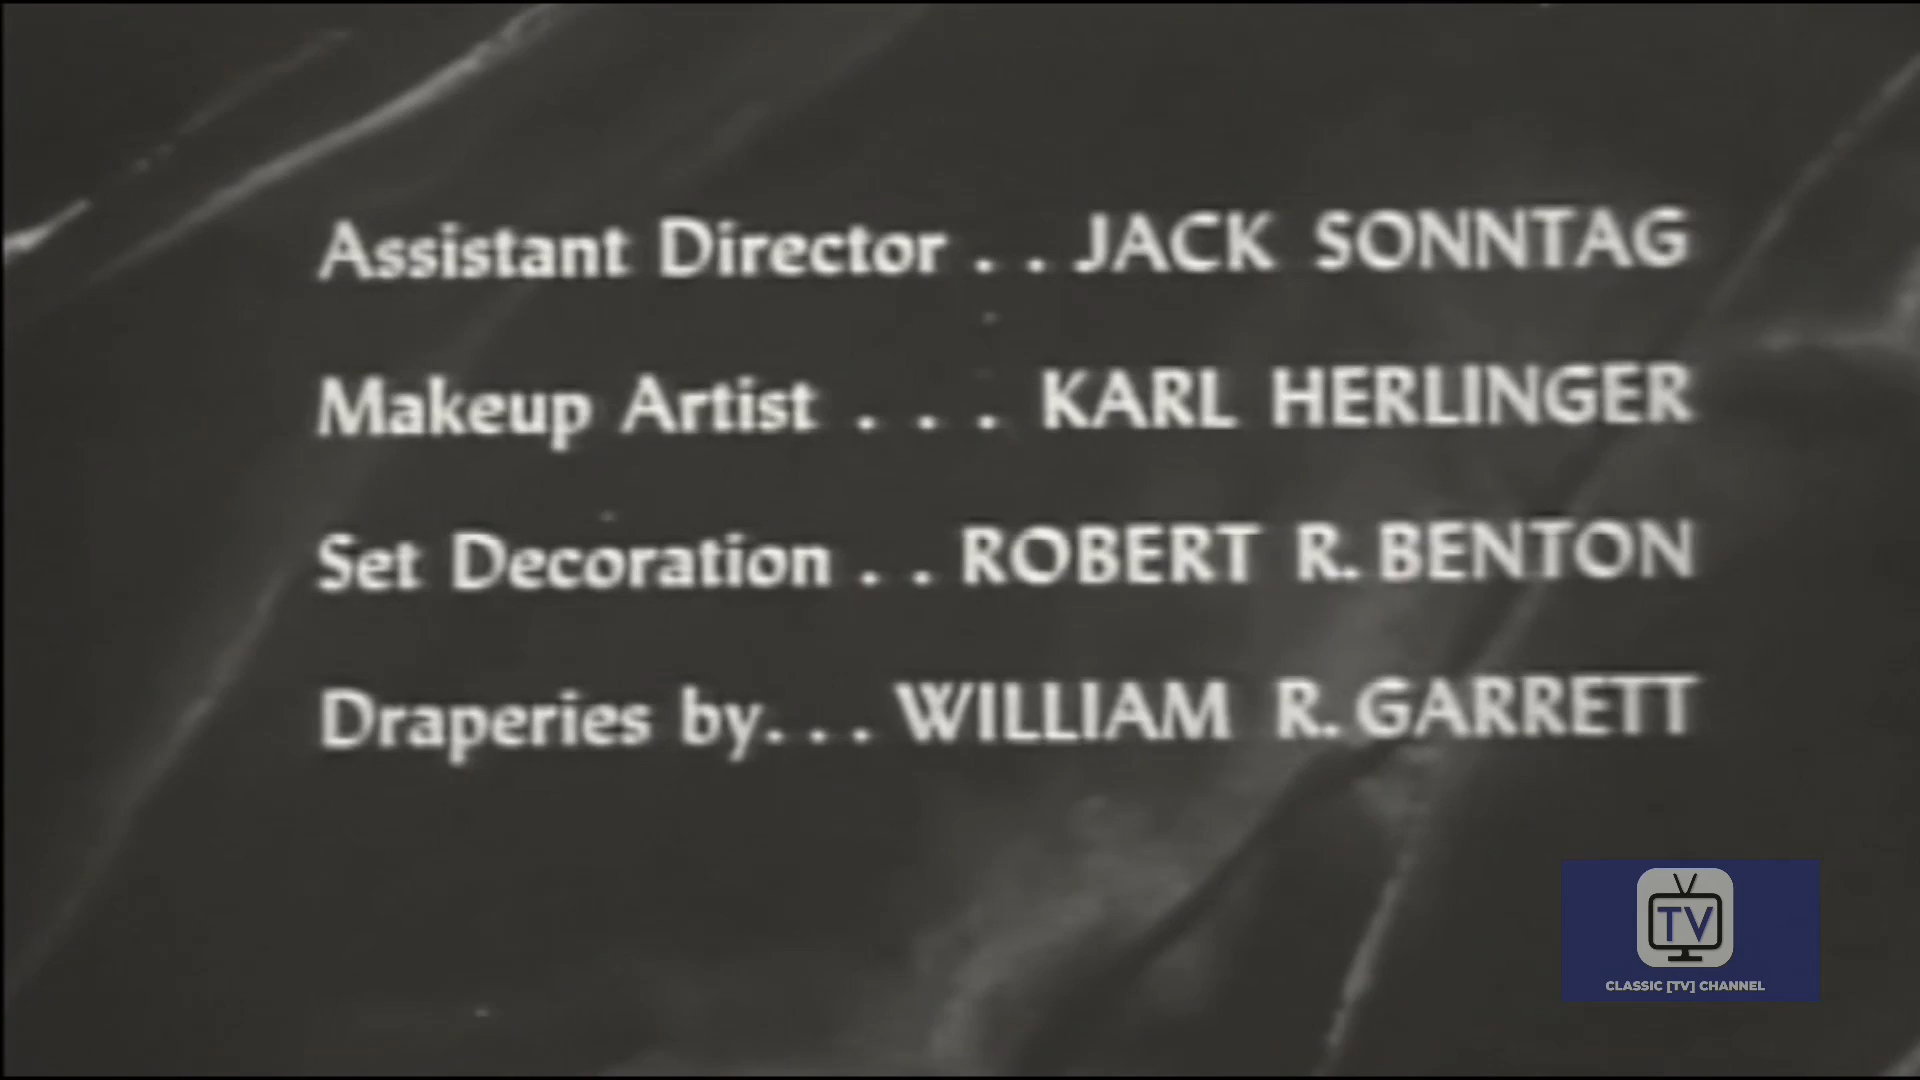 Assistant Director . . JACK SONNTAG
Makeup Artist . . . KARL HERLINGER
Set Decoration . . ROBERT R. BENTON
Draperies by. . . WILLIAM R. GARRETT
TV
CLASSIC [TV] CHANNEL